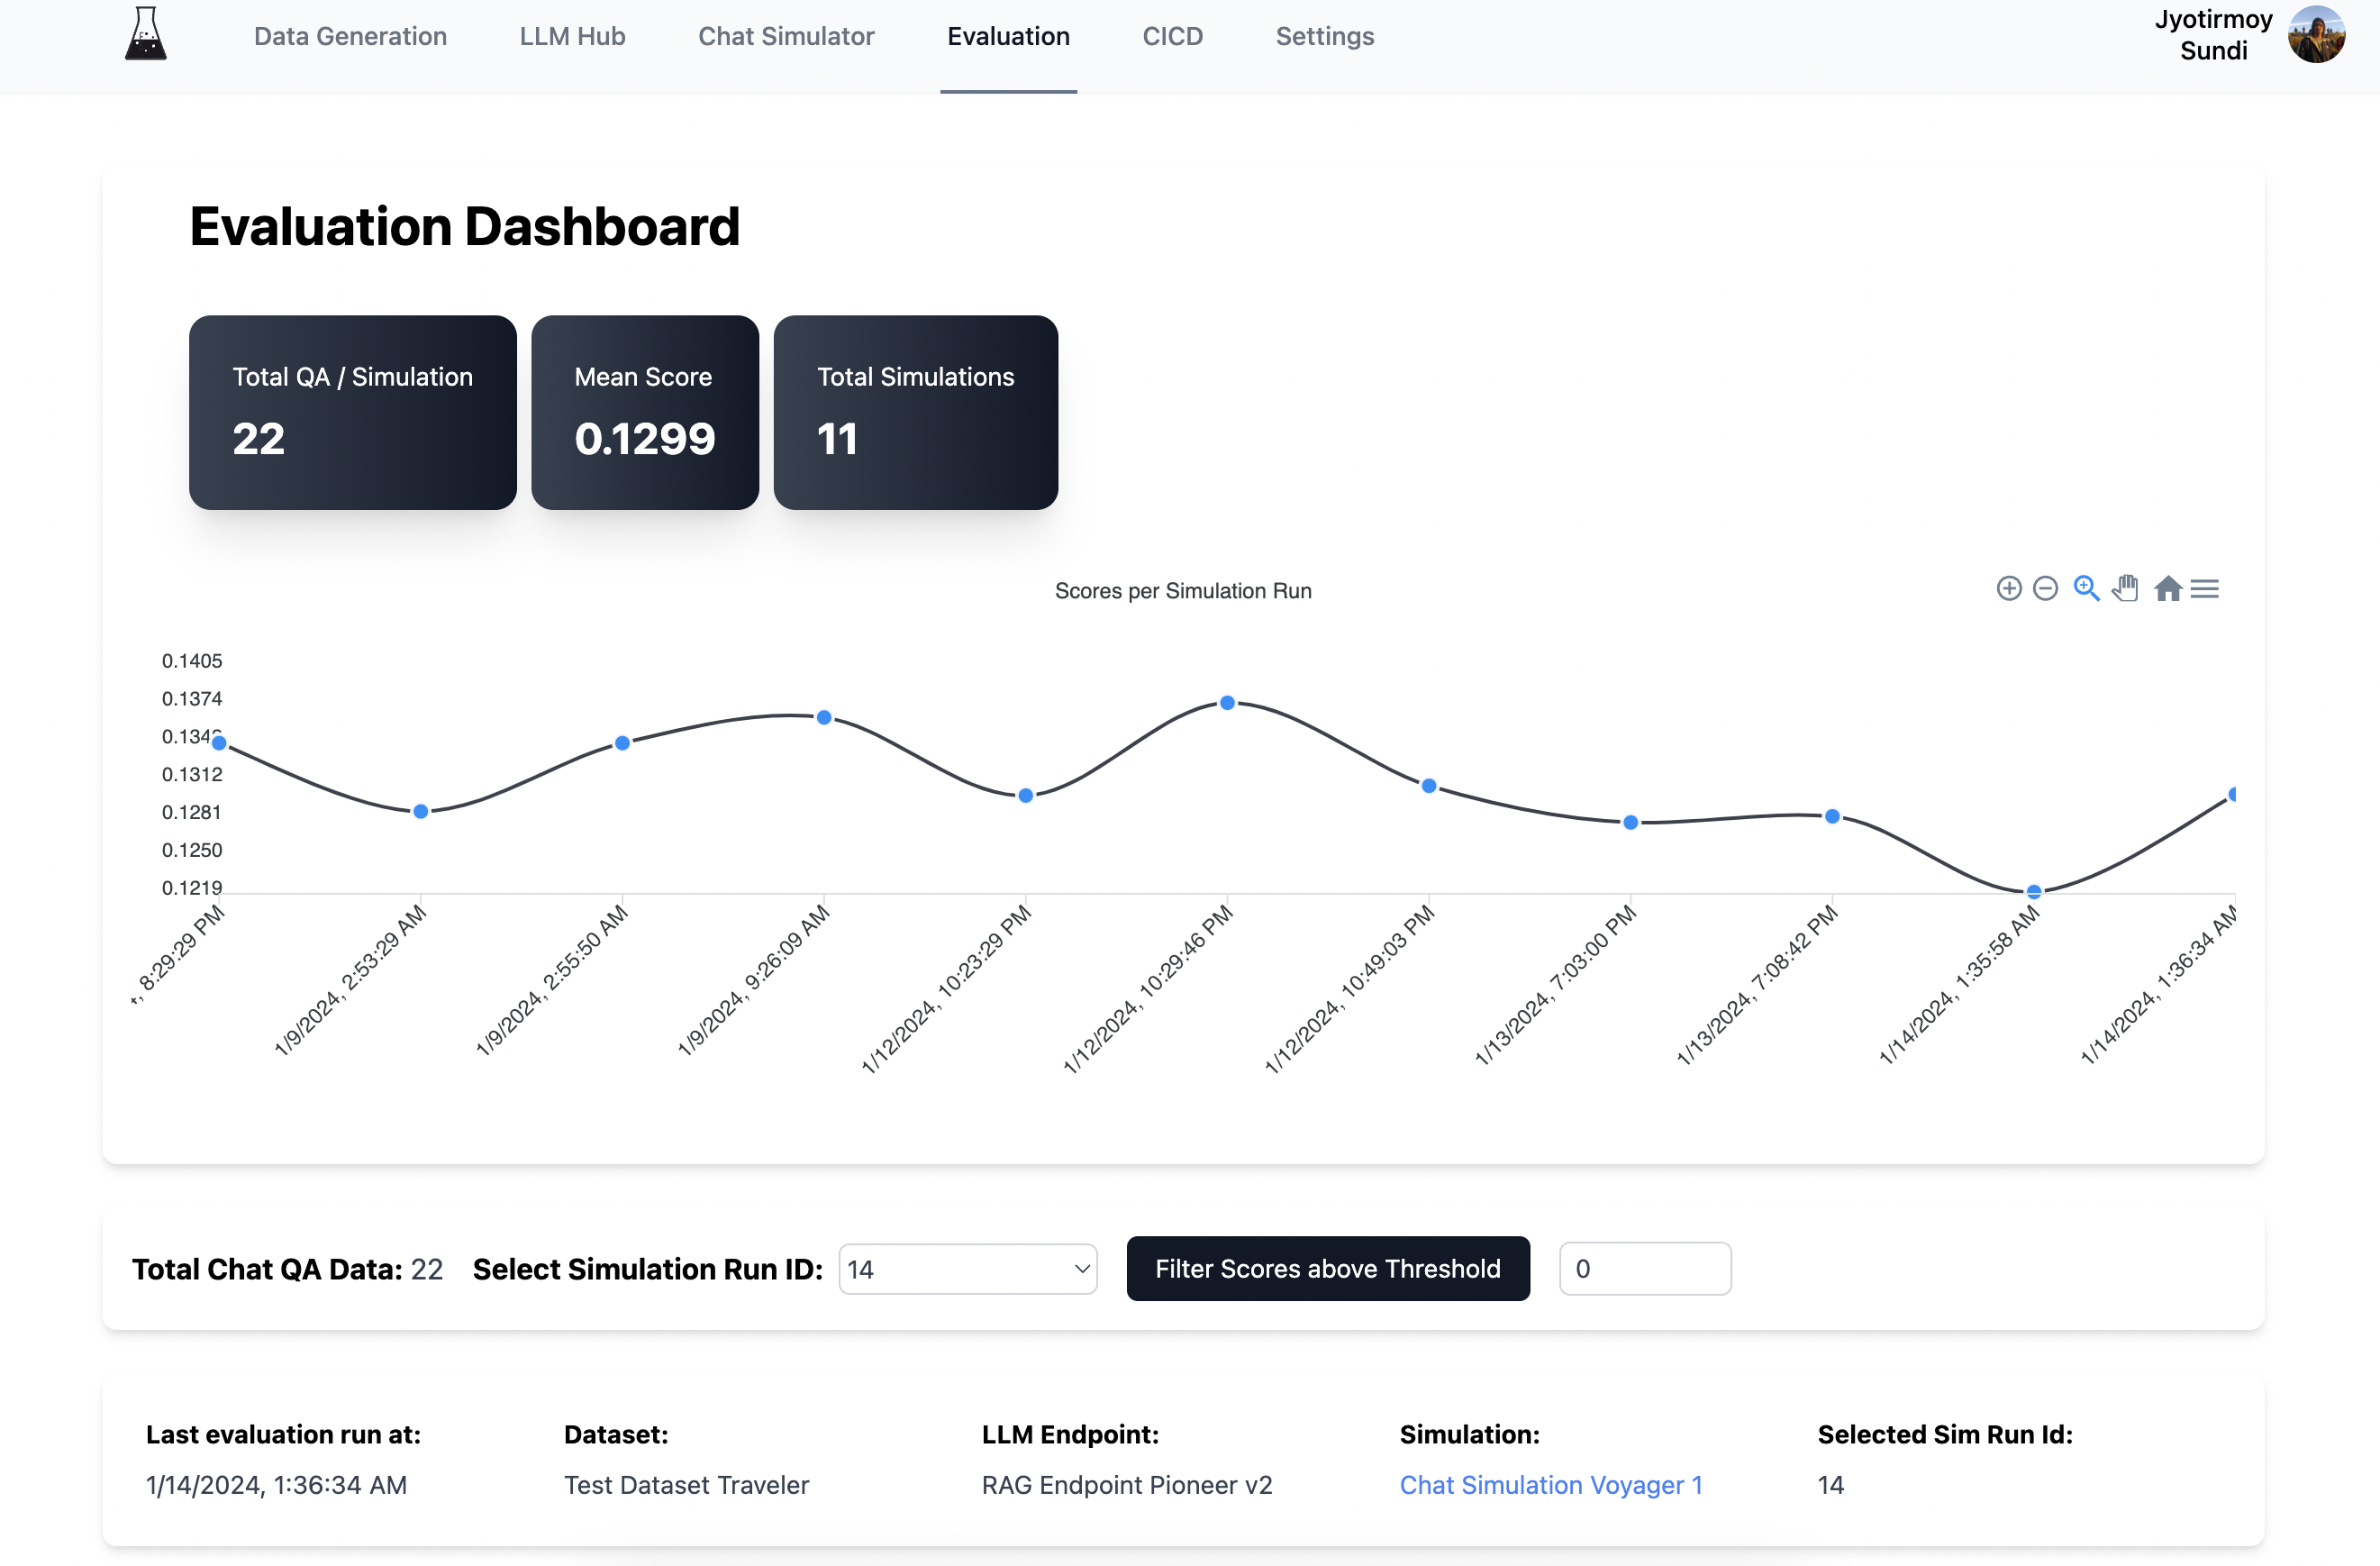 Data Generation LLM Hub Chat Simulator Evaluation CICD Settings
Jyotirmoy
Sundi
Evaluation Dashboard
Total QA / Simulation
22
Mean Score
0.1299
Total Simulations
11
Scores per Simulation Run
0.1405
0.1374
0.1312
0.1281
0.1250
0.1219
, 8:29:29 PM
1/9/2024, 2:53:29 AM
1/9/2024, 2:55:50 AM
1/9/2024, 9:26:09 AM
1/12/2024, 10:23:29 PM
1/12/2024, 10:29:46 PM
1/12/2024, 10:49:03 PM
1/13/2024, 7:03:00 PM
1/13/2024, 7:08:42 PM
1/14/2024, 1:35:58 AM
1/14/2024, 1:36:34 AM
Total Chat QA Data: 22 Select Simulation Run ID: 14 Filter Scores above Threshold 0
Last evaluation run at: Dataset: LLM Endpoint: Simulation: Selected Sim Run Id:
1/14/2024, 1:36:34 AM Test Dataset Traveler RAG Endpoint Pioneer v2 Chat Simulation Voyager 1 14